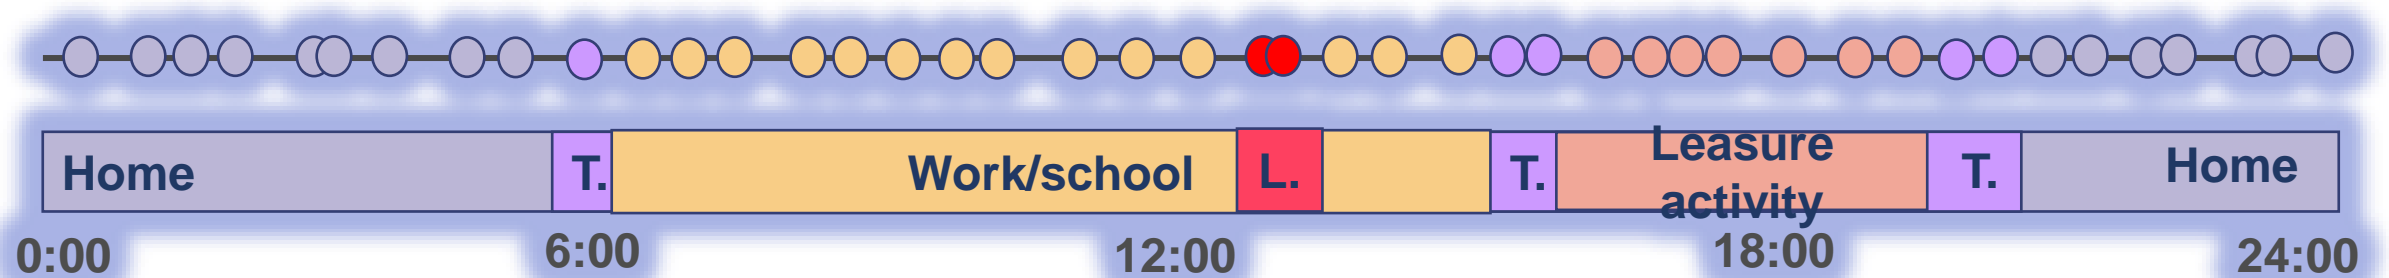 Home
T.
Work/school
L.
T.
Leasure
activity
T.
Home
0:00
6:00
12:00
18:00
24:00